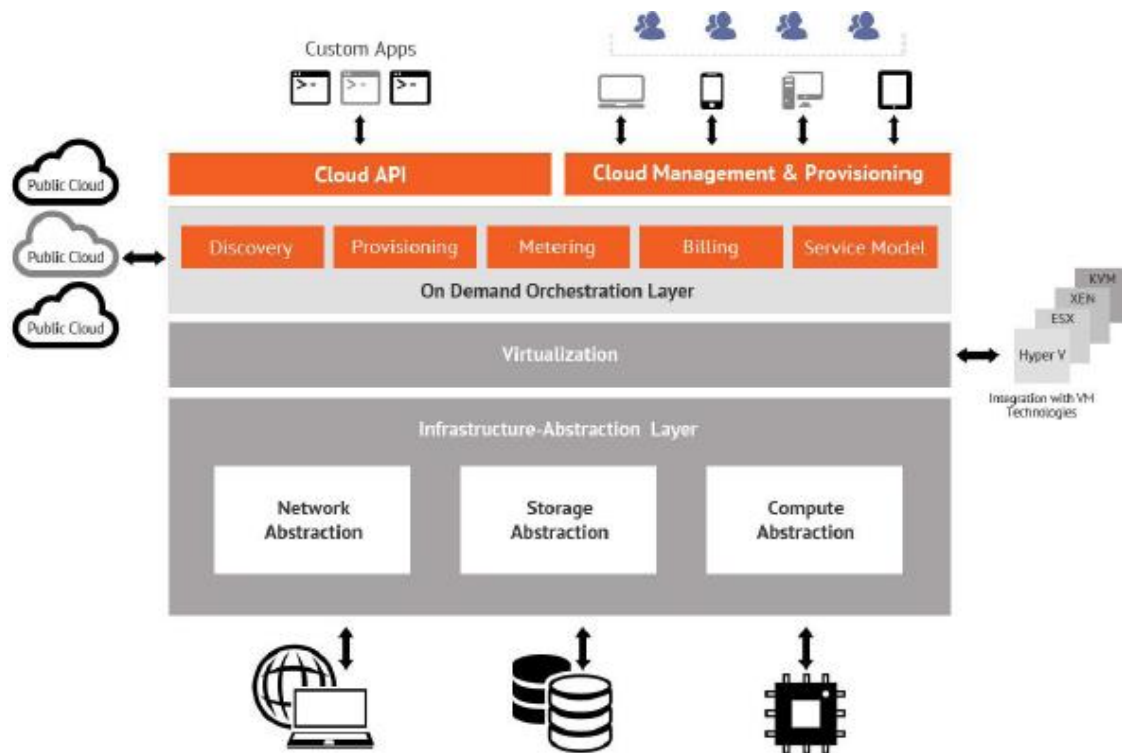 Custom Apps
>-
>-
>-
Cloud API
Cloud Management & Provisioning
Public Cloud
Public Cloud
Public Cloud
Discovery
Provisioning
Metering
Billing
Service Model
On Demand Orchestration Layer
Virtualization
KVM
XEN
ESX
Hyper V
Integration with VM
Technologies
Infrastructure-Abstraction Layer
Network
Abstraction
Storage
Abstraction
Compute
Abstraction